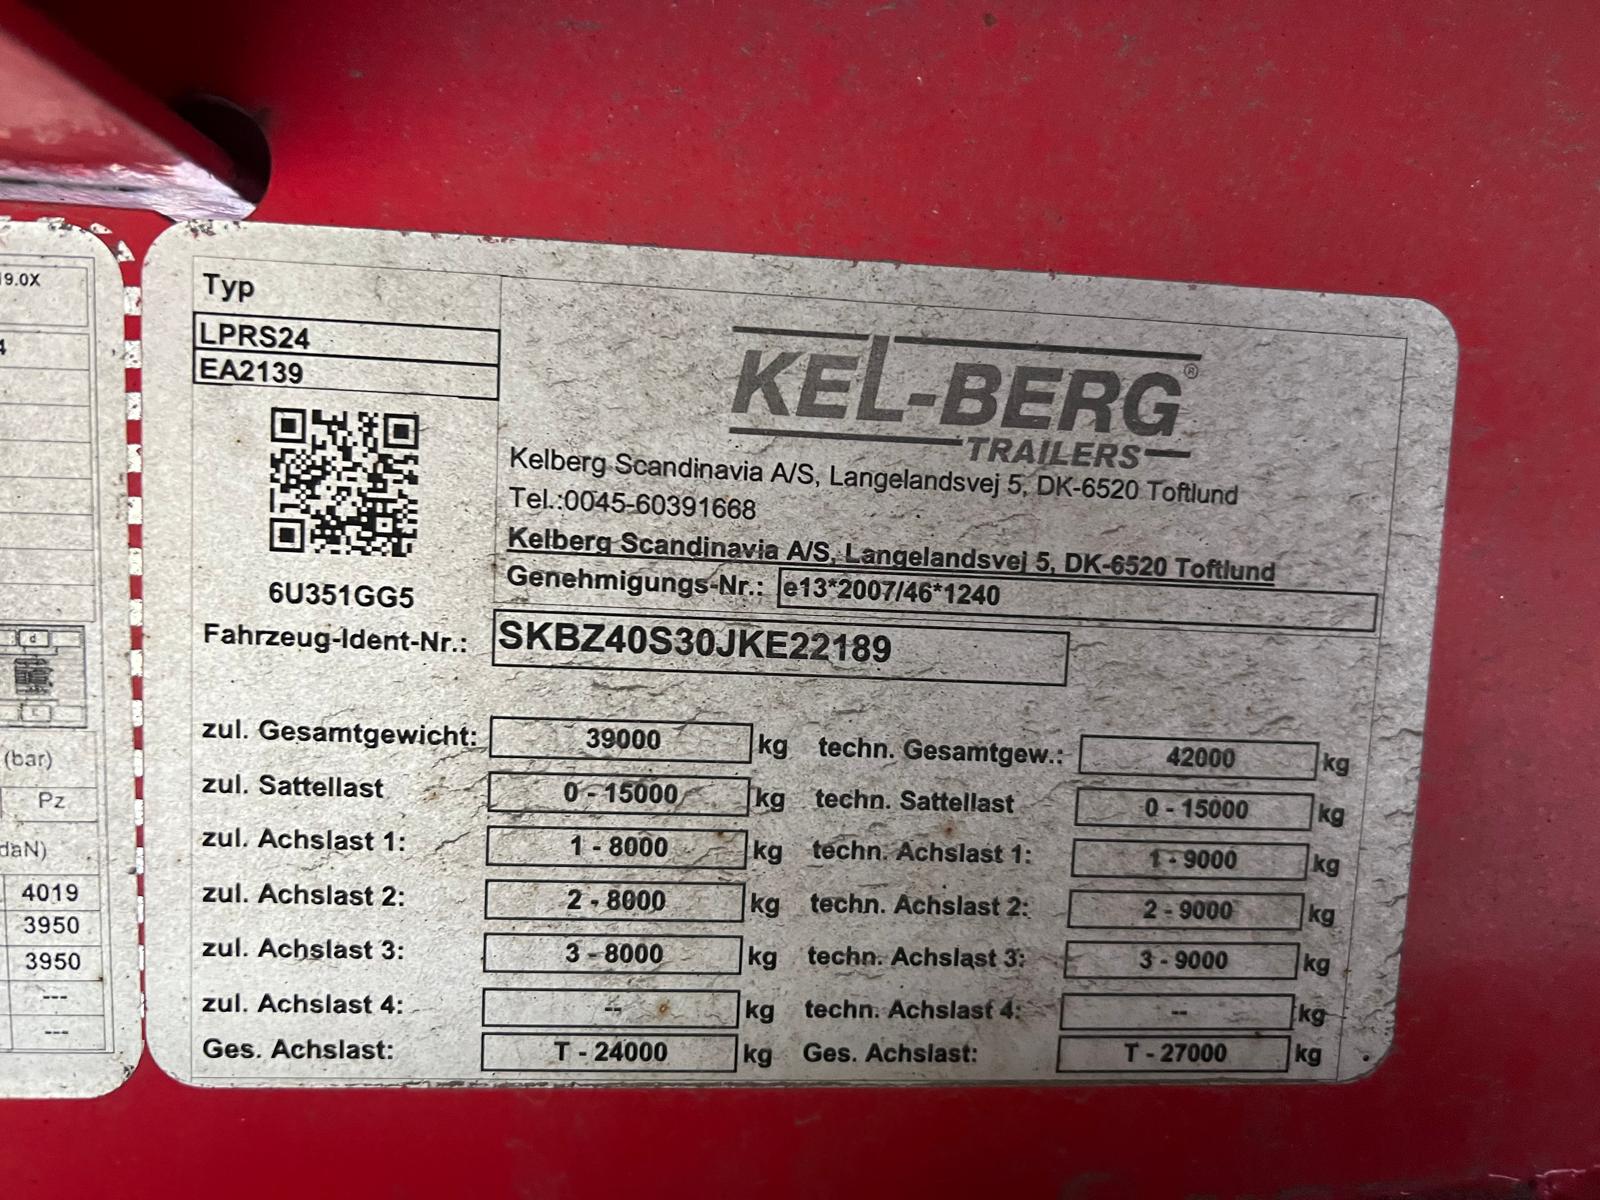 19.0X
4
d
(bar)
Pz
daN)
4019
3950
3950
---
---
Typ
LPRS24
EA2139
6U351GG5
KEL-BERG®
TRAILERS
Kelberg Scandinavia A/S, Langelandsvej 5, DK-6520 Toftlund
Tel.:0045-60391668
Kelberg Scandinavia A/S, Langelandsvej 5, DK-6520 Toftlund
Genehmigungs-Nr.: e13*2007/46*1240
Fahrzeug-Ident-Nr.: SKBZ40S30JKE22189
zul. Gesamtgewicht: 39000 kg techn. Gesamtgew.: 42000 kg
zul. Sattellast 0 - 15000 kg techn. Sattellast 0 - 15000 kg
zul. Achslast 1: 1 - 8000 kg techn. Achslast 1: 1 - 9000 kg
zul. Achslast 2: 2 - 8000 kg techn. Achslast 2: 2 - 9000 kg
zul. Achslast 3: 3 - 8000 kg techn. Achslast 3: 3 - 9000 kg
zul. Achslast 4: -- kg techn. Achslast 4: -- kg
Ges. Achslast: T - 24000 kg Ges. Achslast: T - 27000 kg